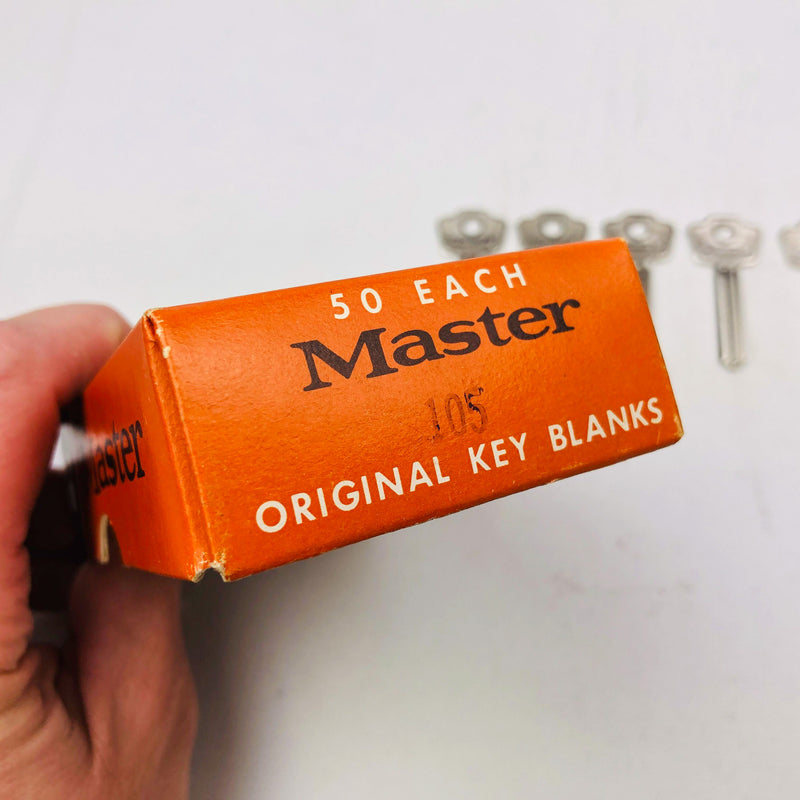 50 EACH
Master
105
ORIGINAL KEY BLANKS
Master